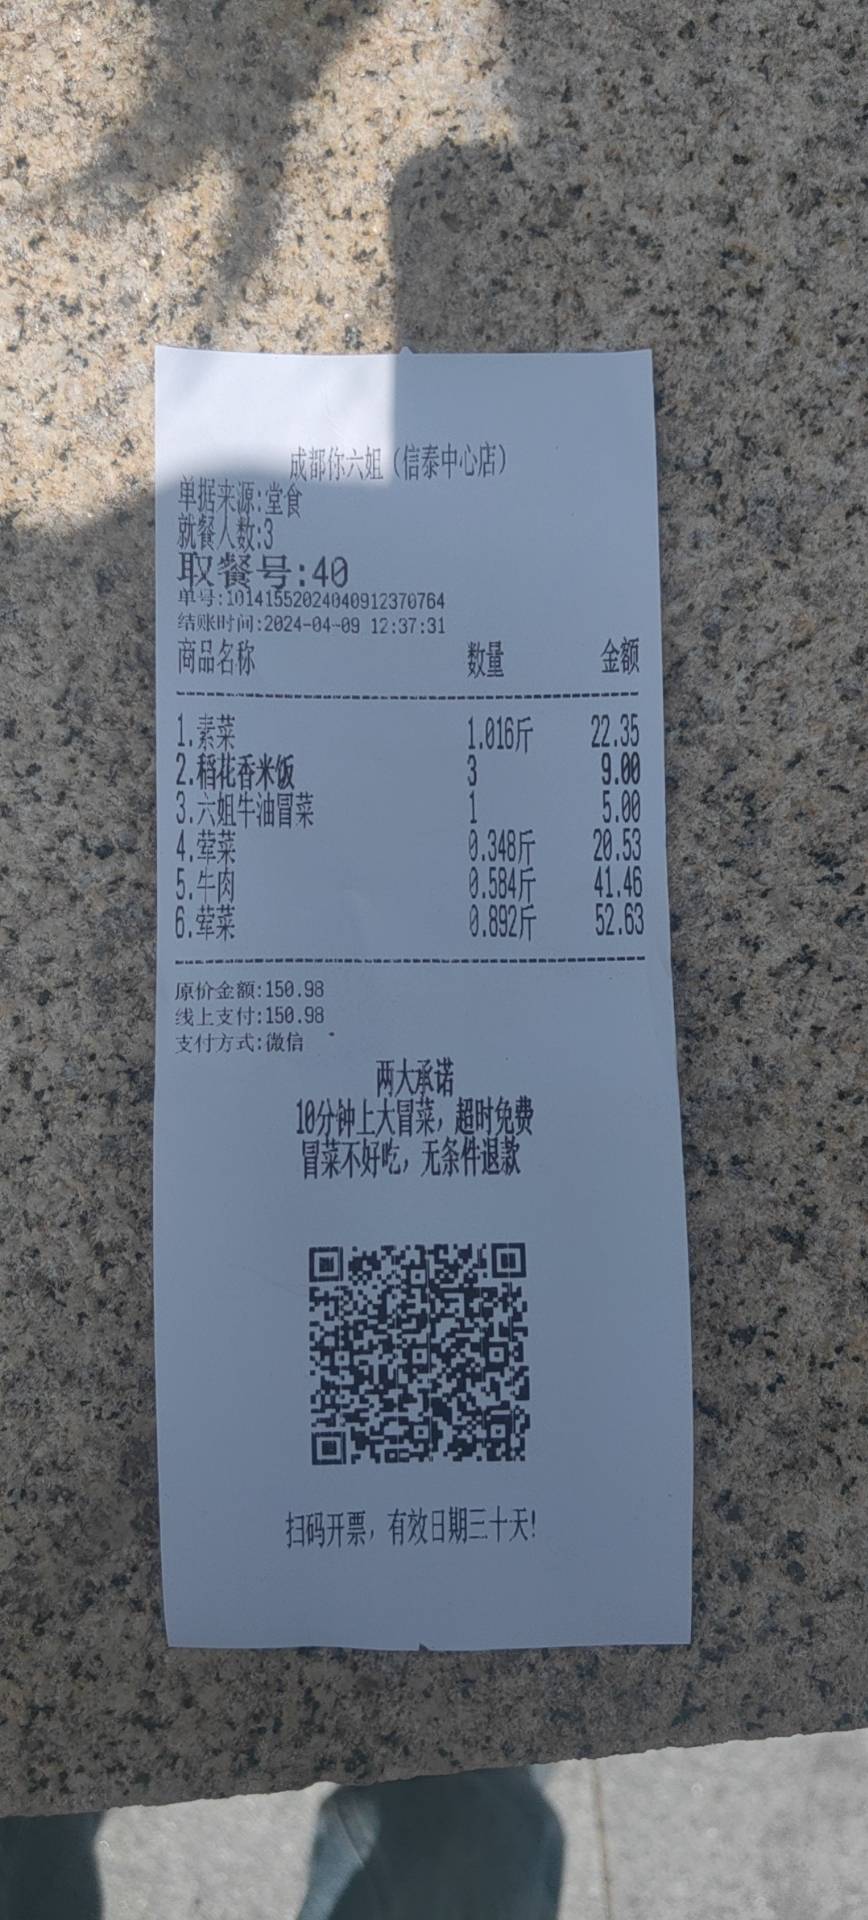 成都你六姐（信泰中心店）
单据来源:堂食
就餐人数:3
取餐号:40
单号:10141552024040912370764
结账时间:2024-04-09 12:37:31
商品名称 数量 金额
1.素菜 1.016斤 22.35
2.稻花香米饭 3 9.00
3.六姐牛油冒菜 1 5.00
4.荤菜 0.348斤 20.53
5.牛肉 0.584斤 41.46
6.荤菜 0.892斤 52.63
原价金额:150.98
线上支付:150.98
支付方式:微信
两大承诺
10分钟上大冒菜，超时免费
冒菜不好吃，无条件退款
扫码开票，有效日期三十天!